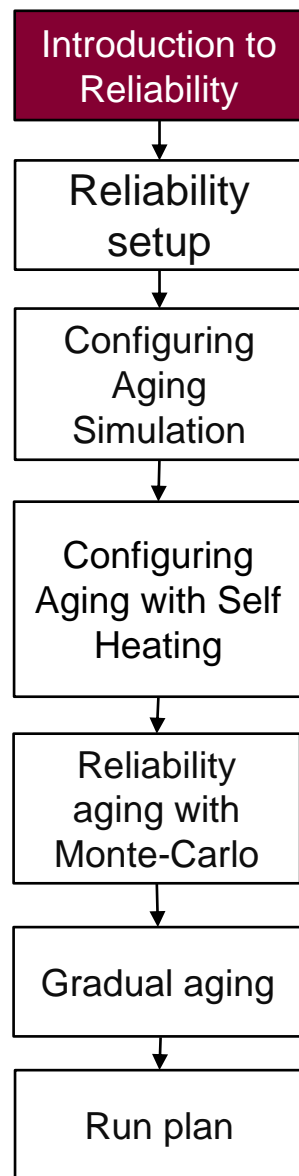 Introduction to
Reliability
Reliability
setup
Configuring
Aging
Simulation
Configuring
Aging with Self
Heating
Reliability
aging with
Monte-Carlo
Gradual aging
Run plan